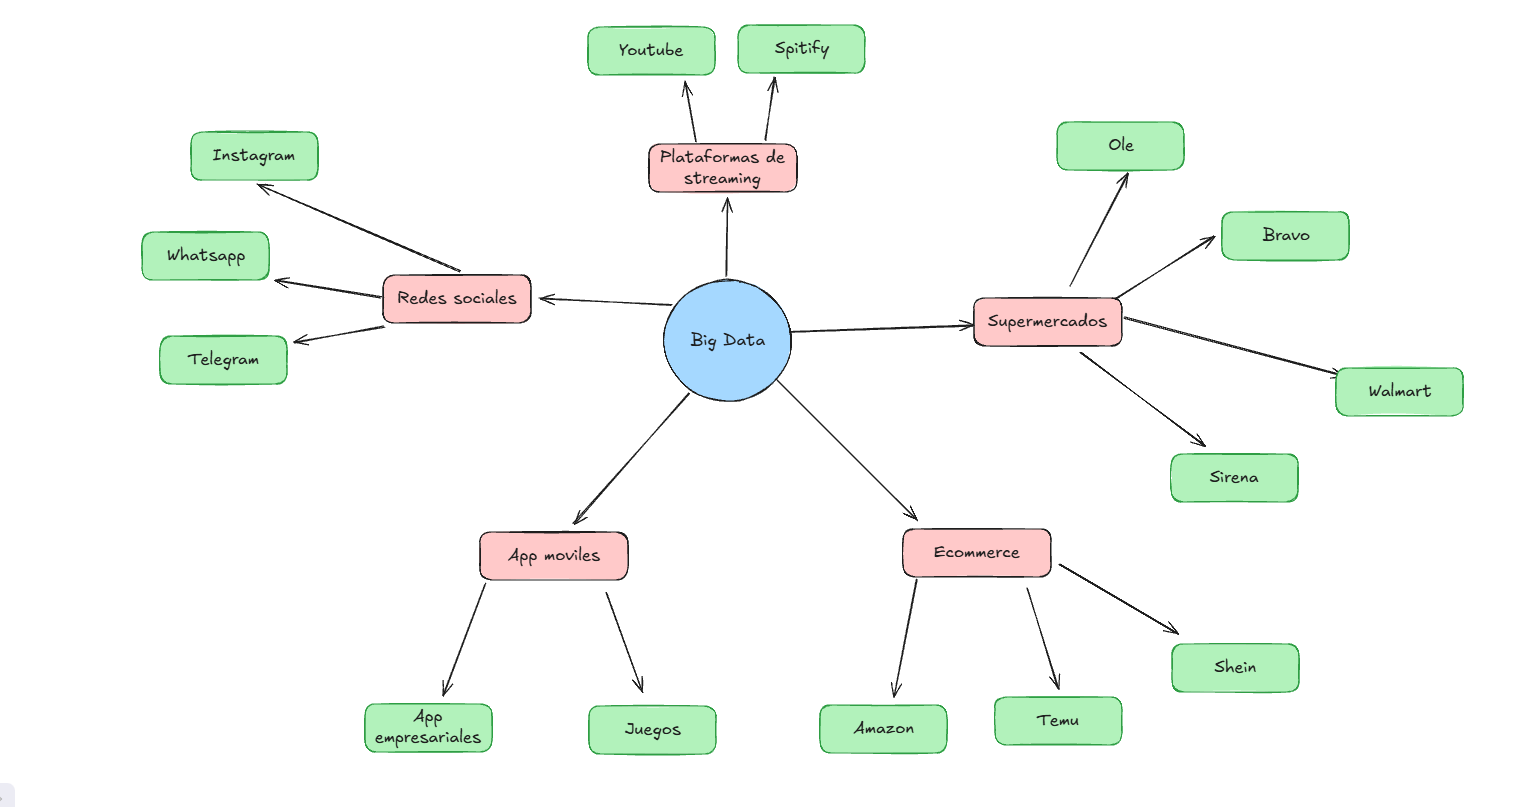 Youtube
Spitify
Plataformas de
streaming
Instagram
Whatsapp
Redes sociales
Telegram
Big Data
Ole
Bravo
Supermercados
Walmart
Sirena
App moviles
App
empresariales
Juegos
Ecommerce
Amazon
Temu
Shein